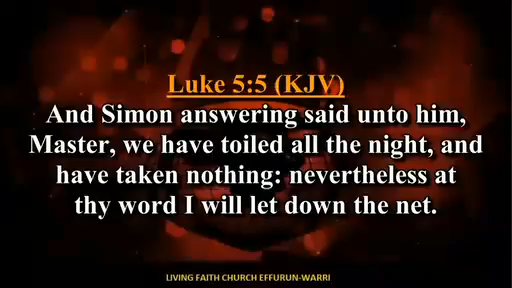 Luke 5:5 (KJV)
And Simon answering said unto him,
Master, we have toiled all the night, and
have taken nothing: nevertheless at
thy word I will let down the net.
LIVING FAITH CHURCH EFFURUN-WARRI